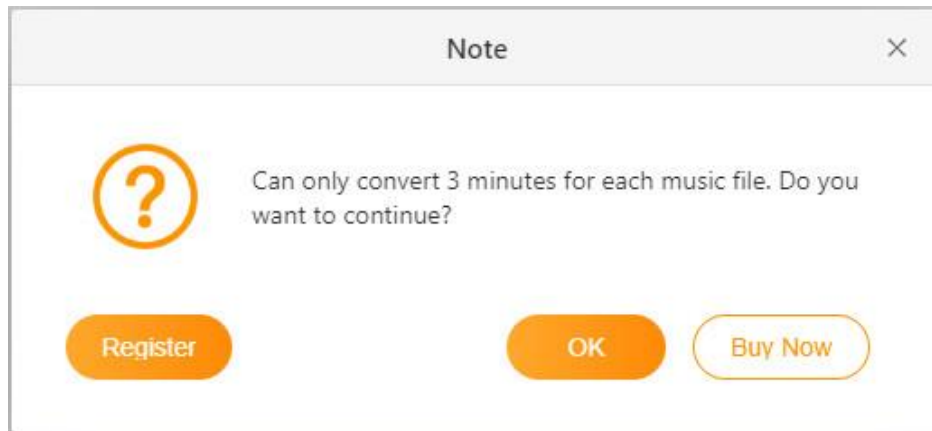 Note
Can only convert 3 minutes for each music file. Do you
want to continue?
Register
OK
Buy Now